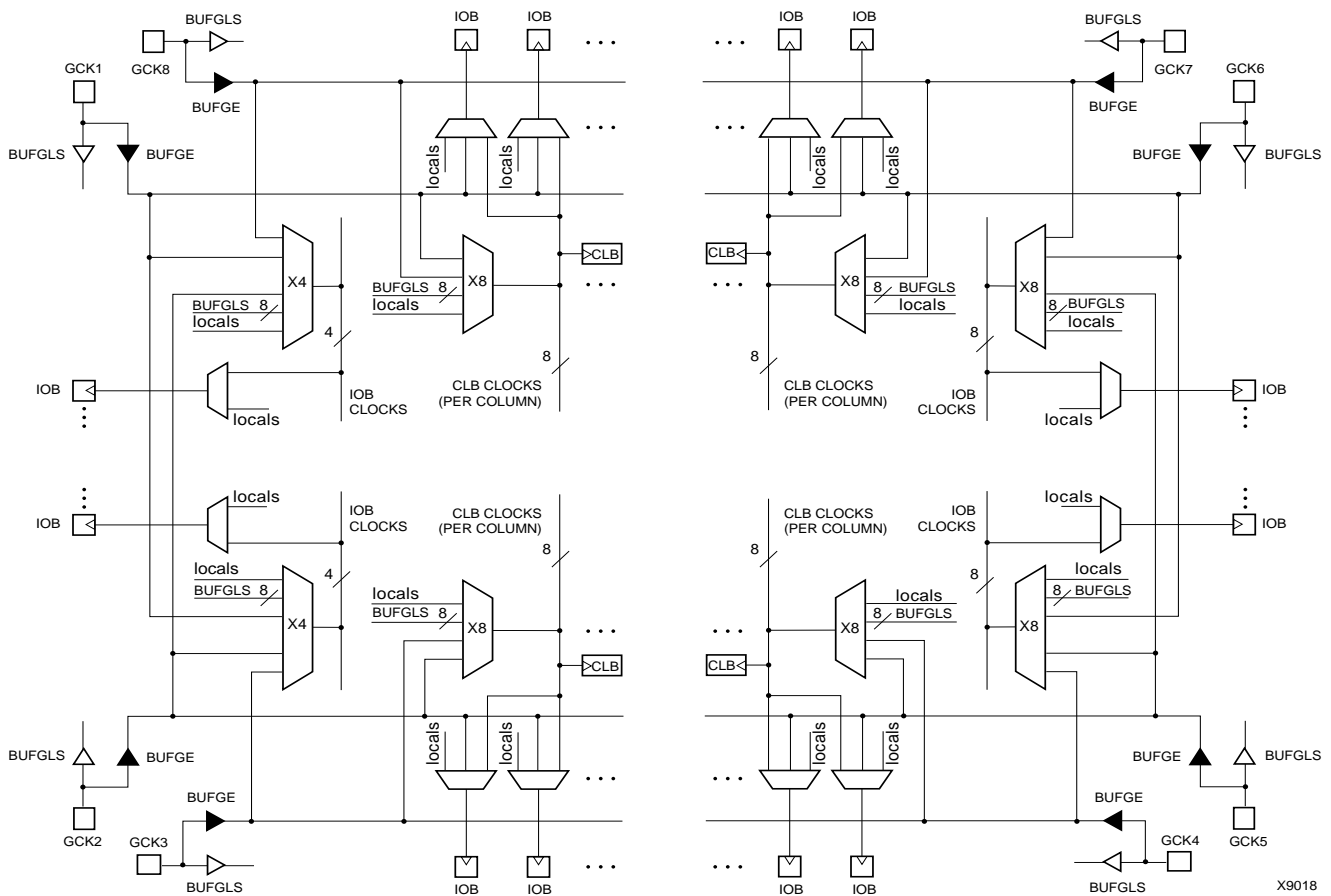 BUFGLS
IOB
IOB
BUFGLS
IOB
IOB
GCK8
GCK7
GCK1
GCK6
BUFGE
BUFGE
BUFGLS
BUFGE
locals
locals
locals
locals
BUFGE
BUFGLS
CLB
CLB
X4
X8
X8
X8
BUFGLS 8
BUFGLS 8
8 BUFGLS
8 BUFGLS
locals
locals
locals
locals
4
8
8
8
IOB
IOB CLOCKS
CLB CLOCKS (PER COLUMN)
CLB CLOCKS (PER COLUMN)
IOB CLOCKS
IOB
locals
locals
locals
locals
IOB
IOB CLOCKS
CLB CLOCKS (PER COLUMN)
CLB CLOCKS (PER COLUMN)
IOB CLOCKS
IOB
8
8
locals
4
8
locals
BUFGLS 8
locals
locals
8 BUFGLS
BUFGLS 8
8 BUFGLS
X4
X8
X8
X8
CLB
CLB
locals
locals
locals
locals
BUFGLS
BUFGE
BUFGE
BUFGLS
BUFGE
BUFGE
GCK2
GCK3
GCK4
GCK5
BUFGLS
IOB
IOB
IOB
IOB
BUFGLS
X9018